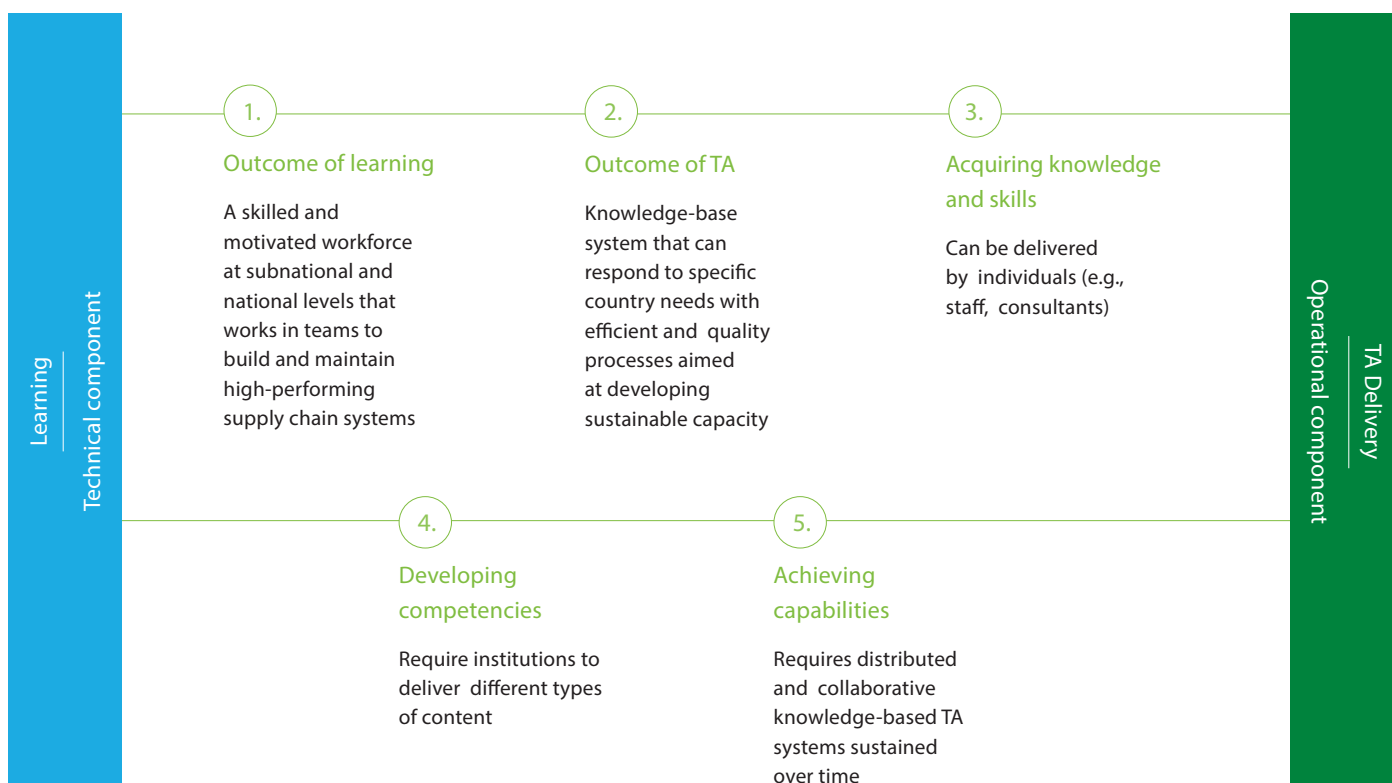 Learning
Technical component
1.
Outcome of learning
A skilled and
motivated workforce
at subnational and
national levels that
works in teams to
build and maintain
high-performing
supply chain systems
2.
Outcome of TA
Knowledge-base
system that can
respond to specific
country needs with
efficient and quality
processes aimed
at developing
sustainable capacity
3.
Acquiring knowledge
and skills
Can be delivered
by individuals (e.g.,
staff, consultants)
4.
Developing
competencies
Require institutions to
deliver different types
of content
5.
Achieving
capabilities
Requires distributed
and collaborative
knowledge-based TA
systems sustained
over time
TA Delivery
Operational component